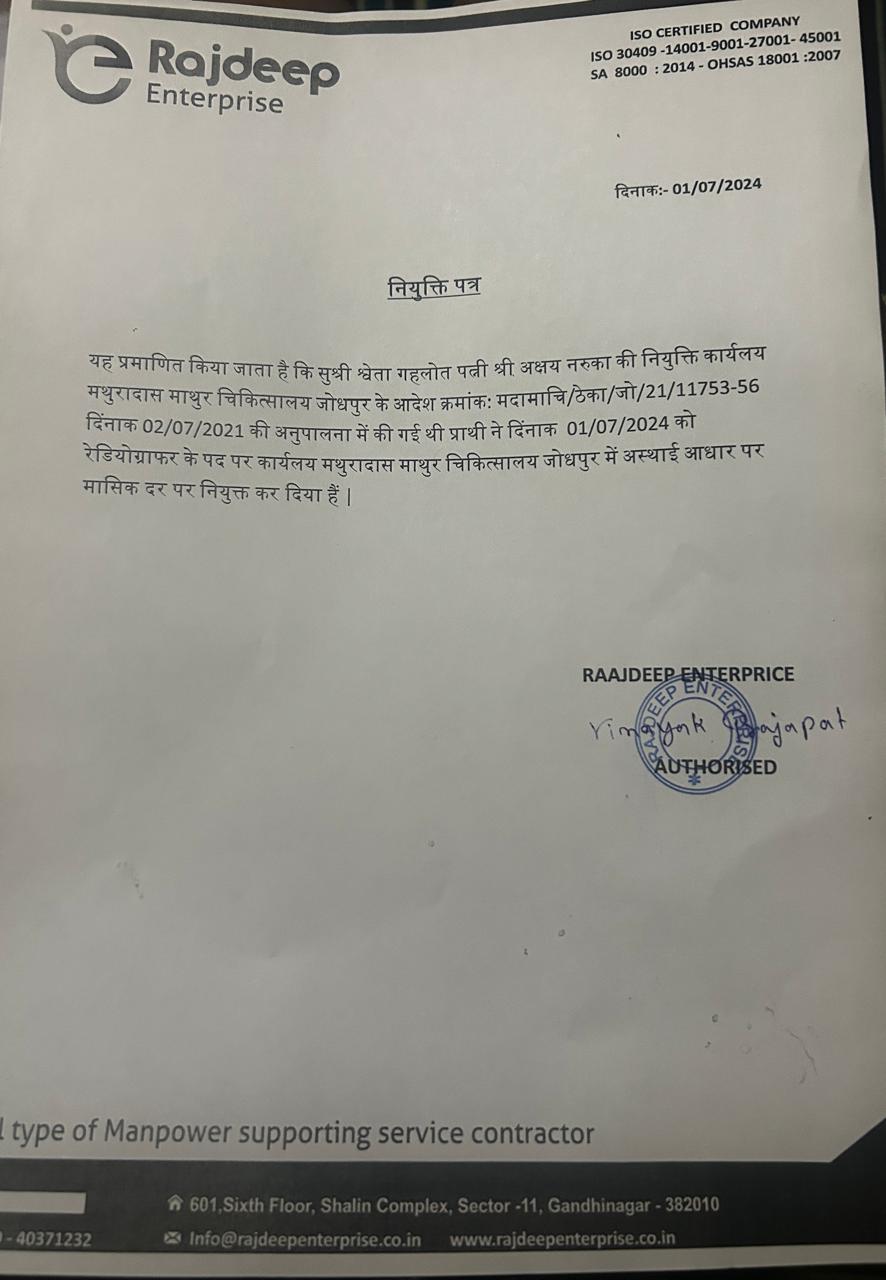 Rajdeep
Enterprise
ISO CERTIFIED COMPANY
ISO 30409 -14001-9001-27001- 45001
SA 8000 : 2014 - OHSAS 18001 :2007
दिनाक:- 01/07/2024
नियुक्ति पत्र
यह प्रमाणित किया जाता है कि सुश्री श्वेता गहलोत पत्नी श्री अक्षय नरुका की नियुक्ति कार्यलय
मथुरादास माथुर चिकित्सालय जोधपुर के आदेश क्रमांक: मदामाचि/ठेका/जो/21/11753-56
दिंनाक 02/07/2021 की अनुपालना में की गई थी प्राथी ने दिंनाक 01/07/2024 को
रेडियोग्राफर के पद पर कार्यलय मथुरादास माथुर चिकित्सालय जोधपुर में अस्थाई आधार पर
मासिक दर पर नियुक्त कर दिया हैं |
RAAJDEEP ENTERPRICE
RAAJDEEP ENTERPRISE
Vinayak Prajapat
AUTHORISED
l type of Manpower supporting service contractor
601,Sixth Floor, Shalin Complex, Sector -11, Gandhinagar - 382010
- 40371232 Info@rajdeepenterprise.co.in www.rajdeepenterprise.co.in